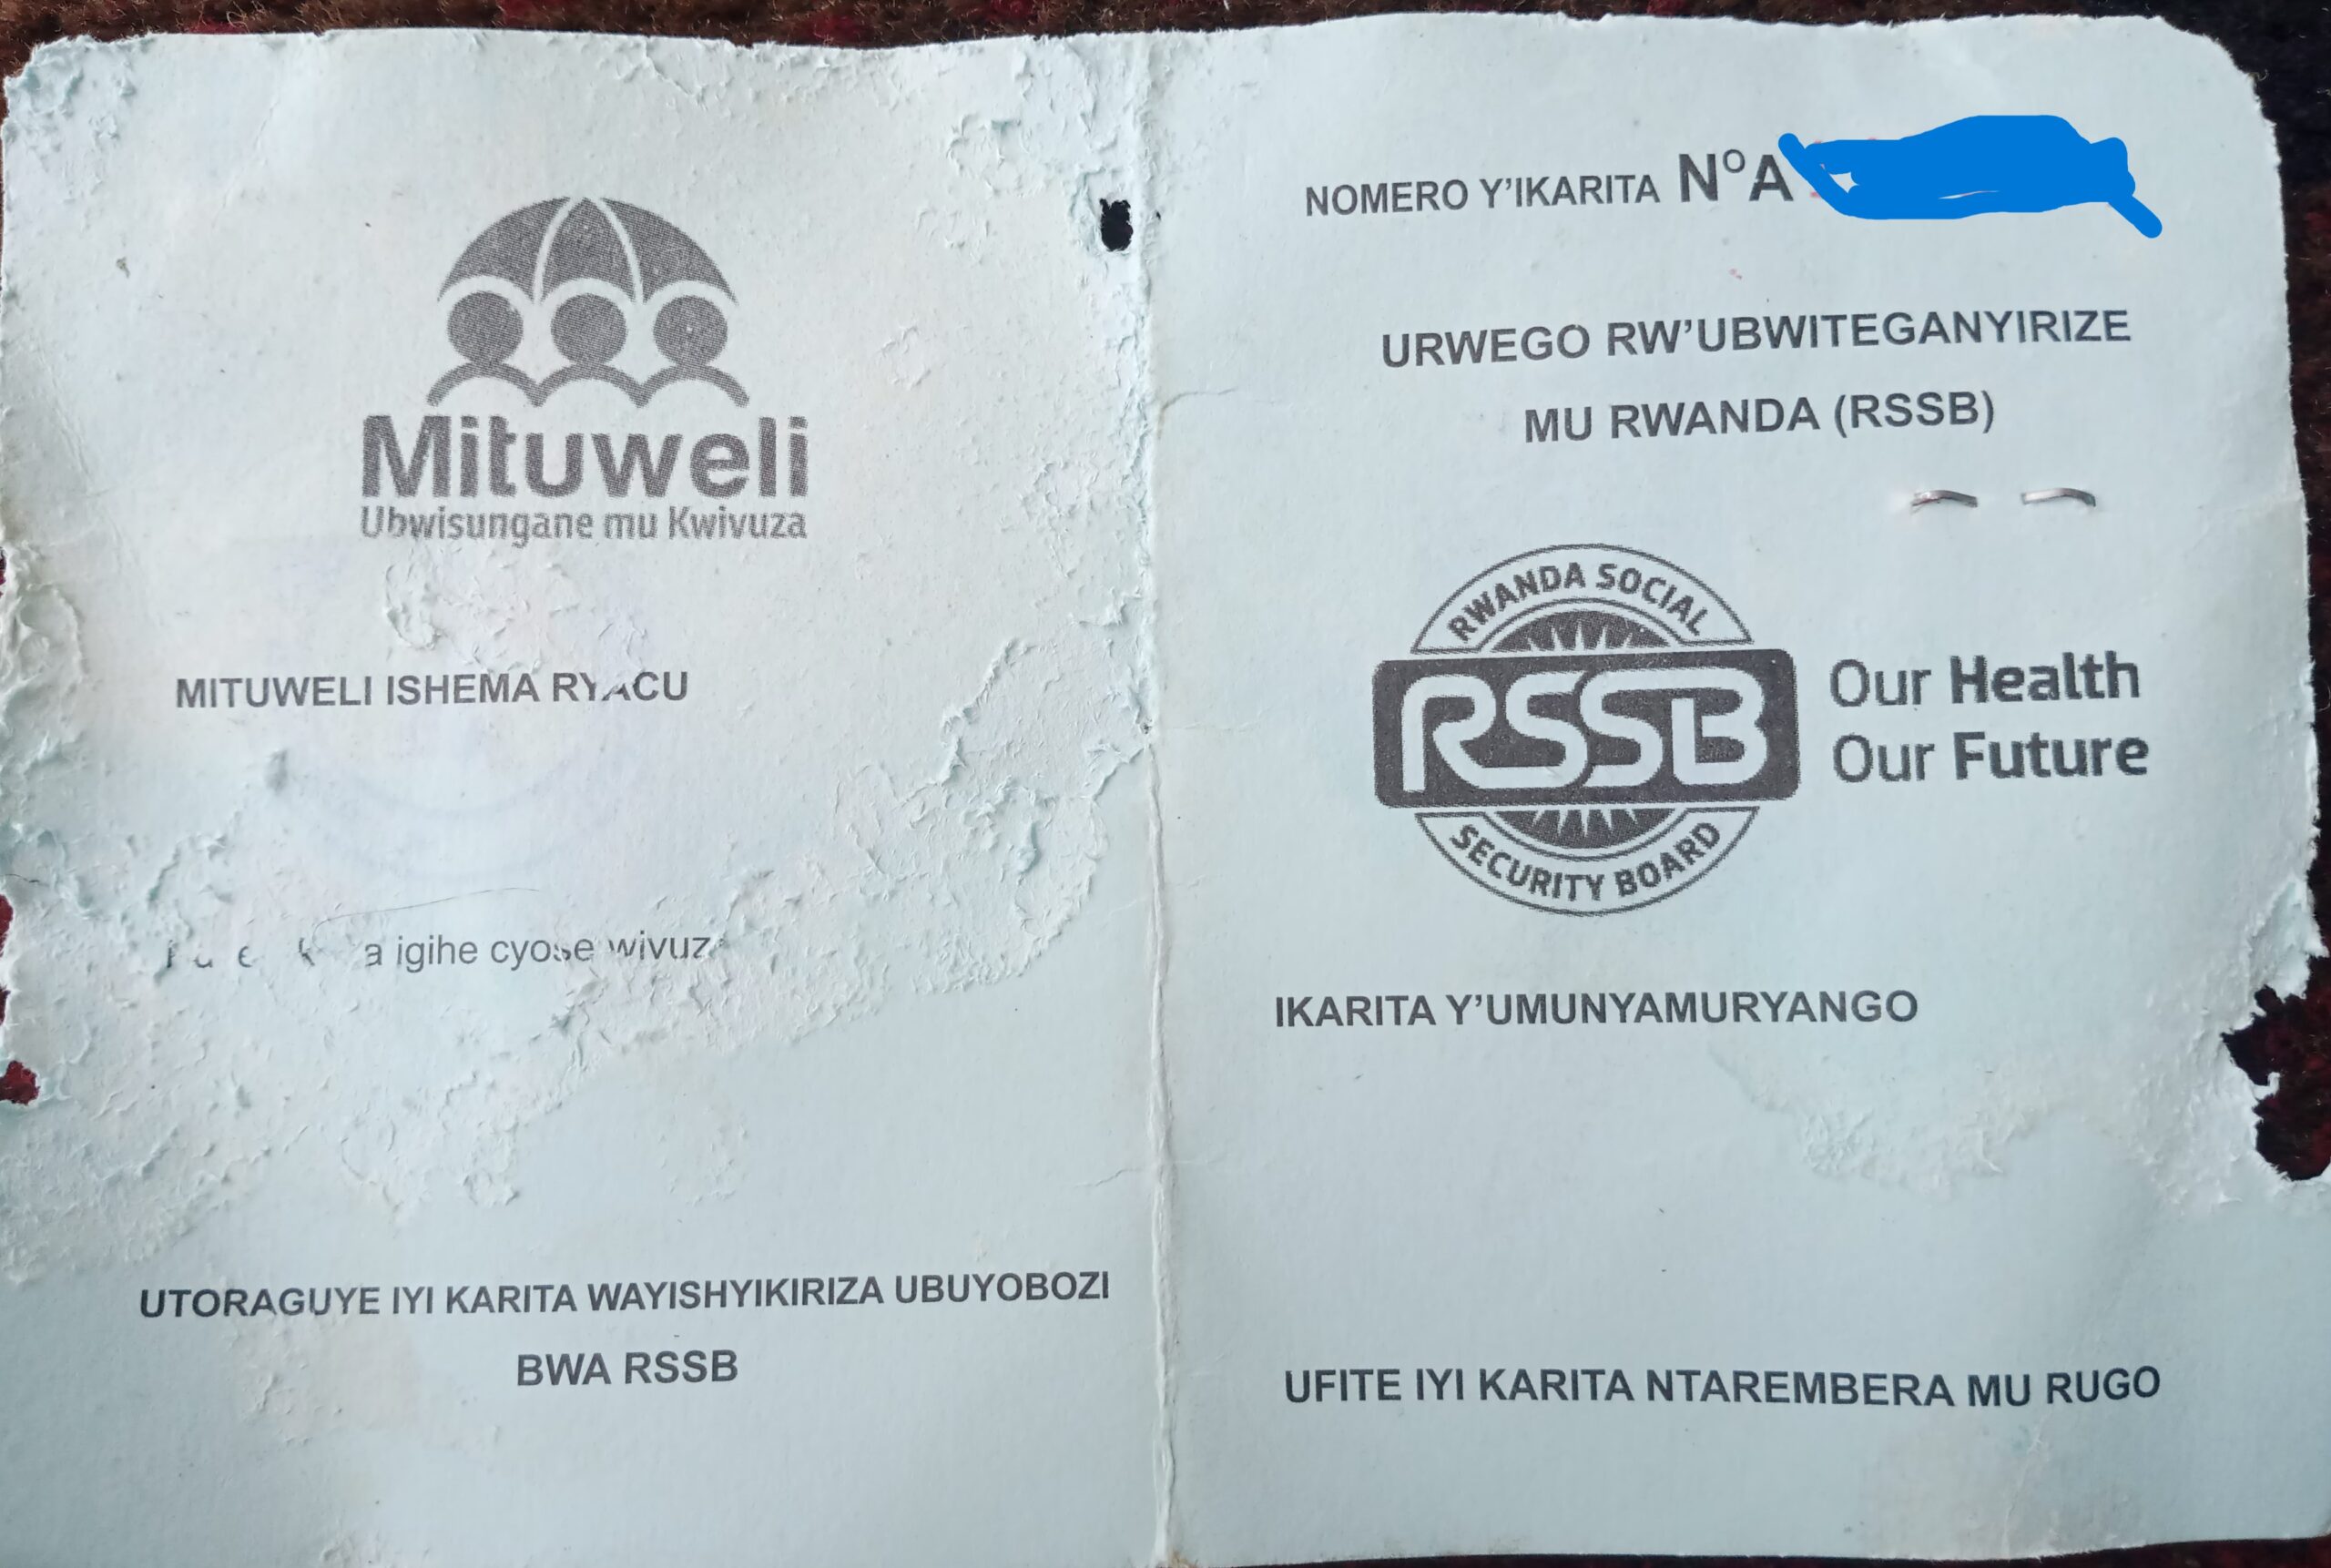 Mituweli
Ubwisungane mu Kwivuza
MITUWELI ISHEMA RYACU
igihe cyose
UTORAGUYE IYI KARITA WAYISHYIKIRIZA UBUYOBOZI
BWA RSSB
NOMERO Y'IKARITA NºA
URWEGO RW'UBWITEGANYIRIZE
MU RWANDA (RSSB)
RWANDA SOCIAL
RSSB
SECURITY BOARD
Our Health
Our Future
IKARITA Y'UMUNYAMURYANGO
UFITE IYI KARITA NTAREMBERA MU RUGO